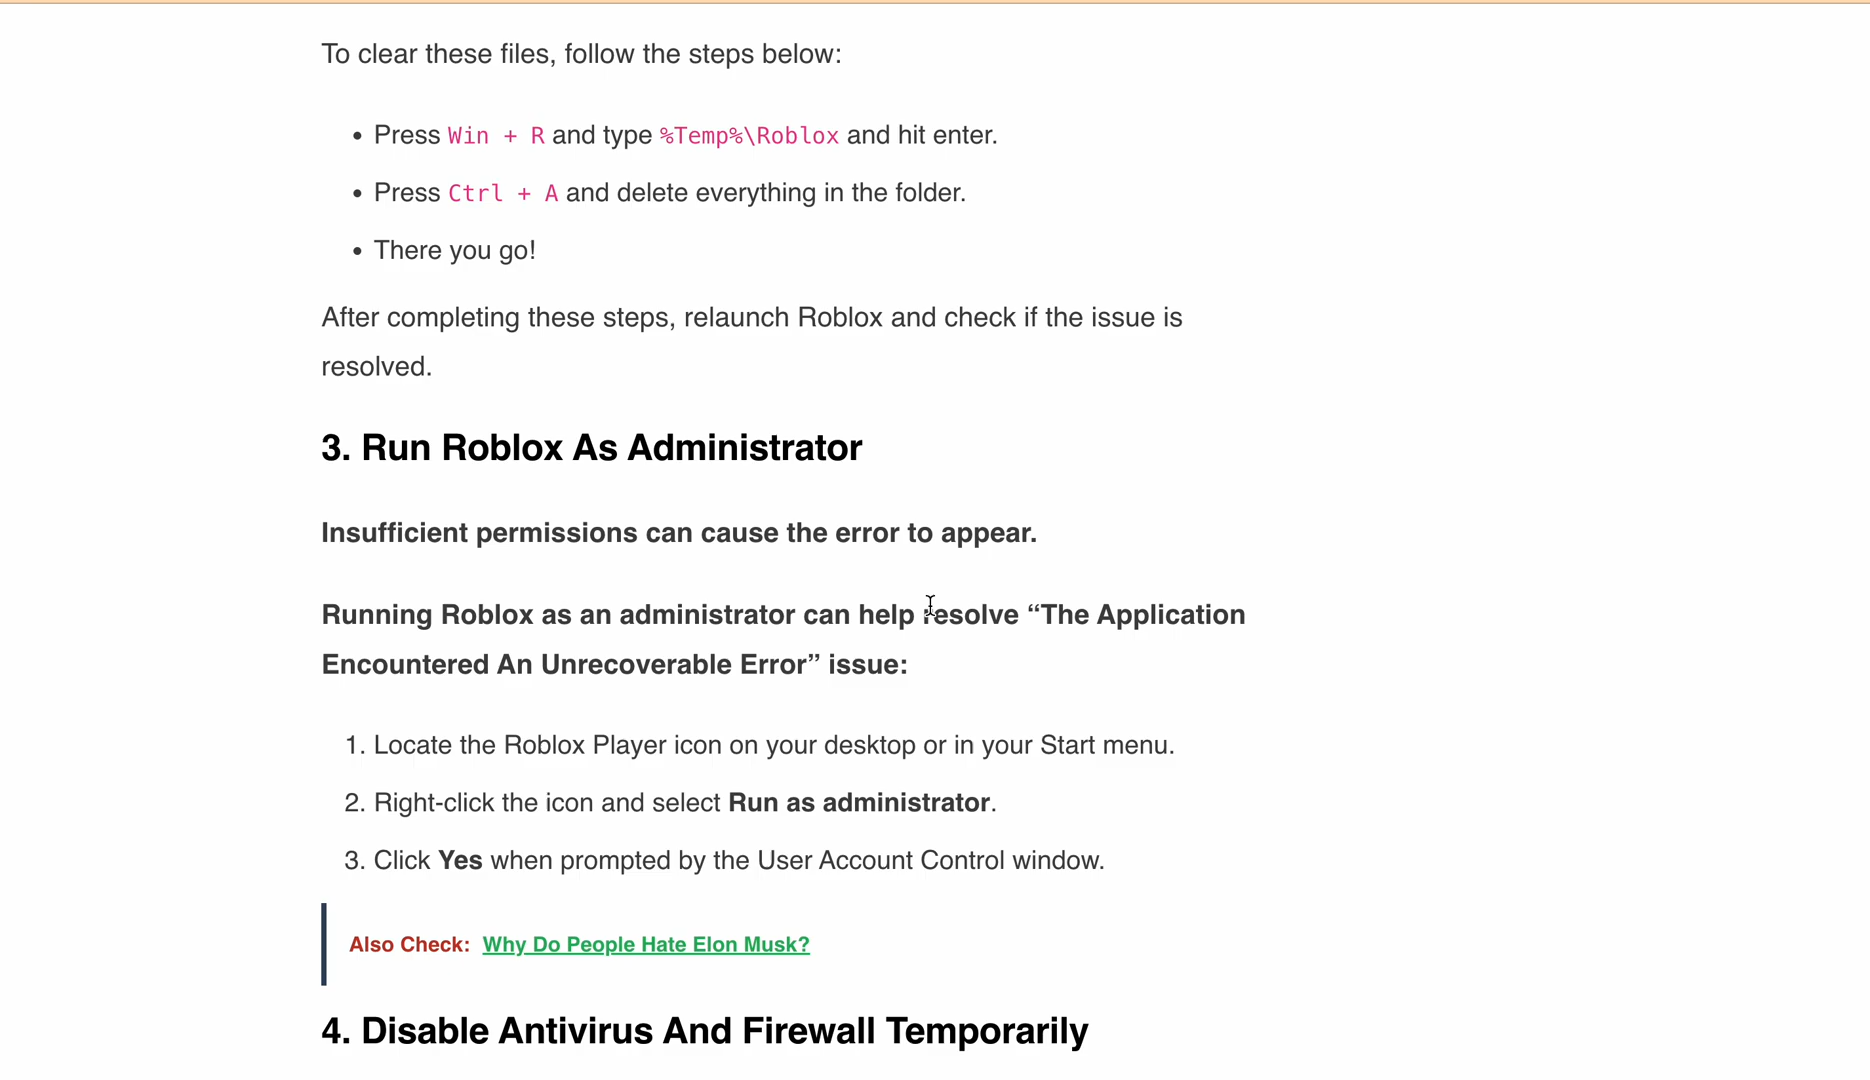 To clear these files, follow the steps below:
• Press Win + R and type %Temp%\Roblox and hit enter.
• Press Ctrl + A and delete everything in the folder.
• There you go!
After completing these steps, relaunch Roblox and check if the issue is
resolved.
3. Run Roblox As Administrator
Insufficient permissions can cause the error to appear.
Running Roblox as an administrator can help resolve “The Application
Encountered An Unrecoverable Error” issue:
1. Locate the Roblox Player icon on your desktop or in your Start menu.
2. Right-click the icon and select Run as administrator.
3. Click Yes when prompted by the User Account Control window.
Also Check: Why Do People Hate Elon Musk?
4. Disable Antivirus And Firewall Temporarily